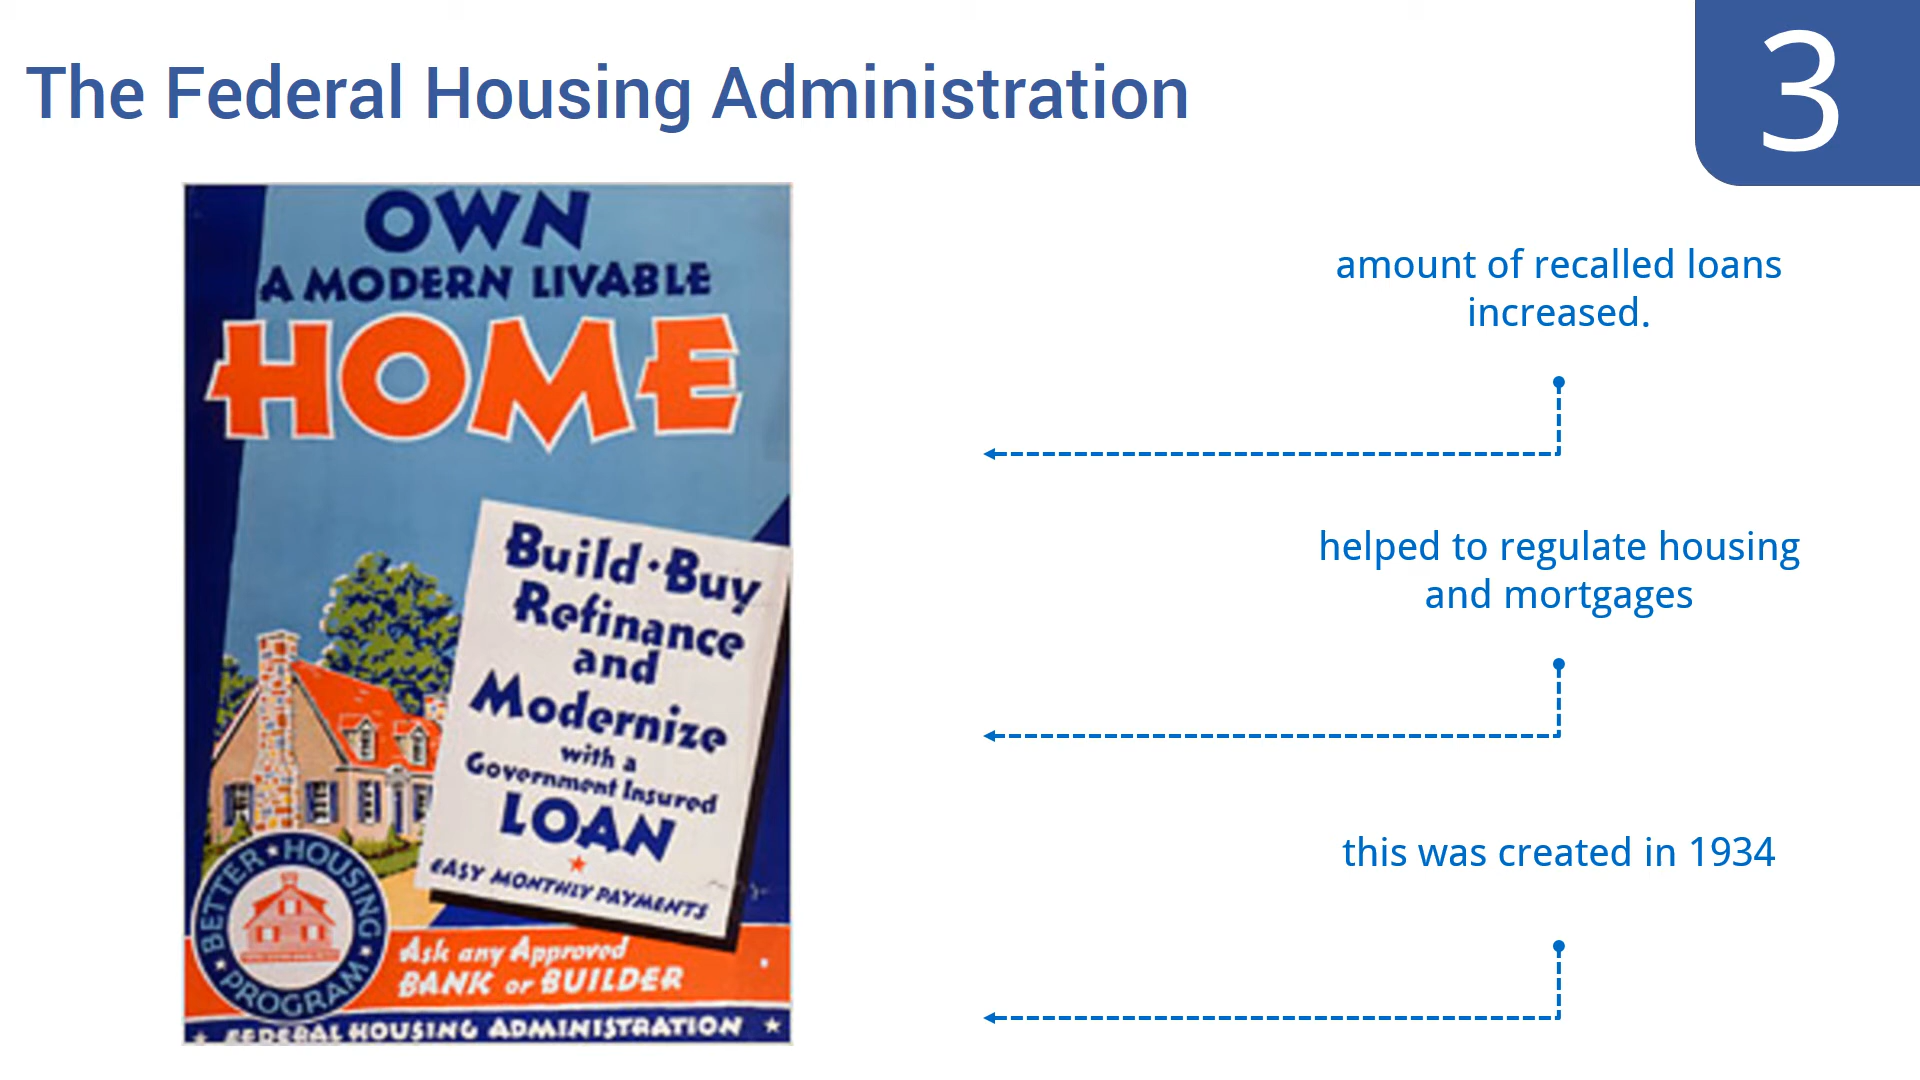 The Federal Housing Administration
3
OWN
A MODERN LIVABLE
HOME
Build·Buy
Refinance
and
Modernize
with a
Government Insured
LOAN
EASY MONTHLY PAYMENTS
BETTER HOUSING PROGRAM
Ask any Approved
BANK or BUILDER
FEDERAL HOUSING ADMINISTRATION
amount of recalled loans
increased.
helped to regulate housing
and mortgages
this was created in 1934